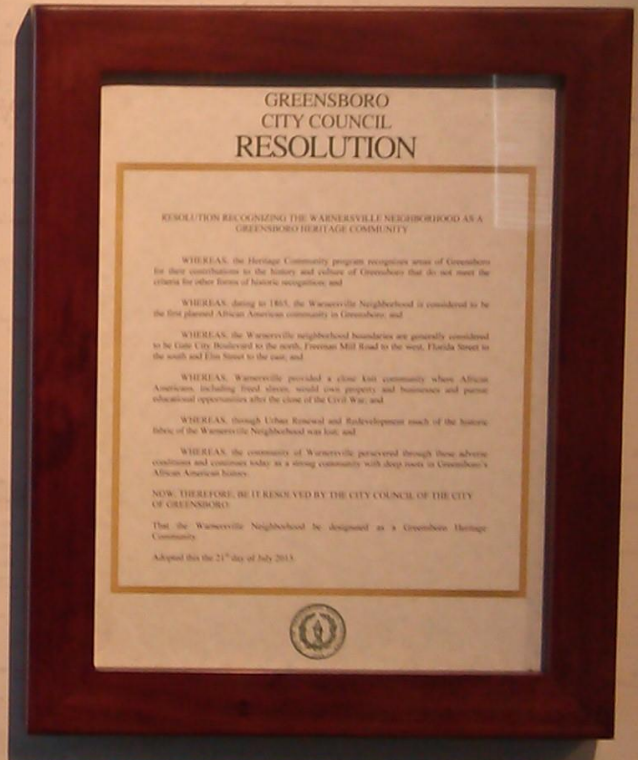 GREENSBORO
CITY COUNCIL
RESOLUTION
RESOLUTION RECOGNIZING THE WARNERSVILLE NEIGHBORHOOD AS A
GREENSBORO HERITAGE COMMUNITY
WHEREAS, the Heritage Community program recognizes areas of Greensboro
for their contributions to the history and culture of Greensboro that do not meet the
criteria for other forms of historic recognition; and
WHEREAS, dating to 1865, the Warnersville Neighborhood is considered to be
the first planned African American community in Greensboro; and
WHEREAS, the Warnersville neighborhood boundaries are generally considered
to be Gate City Boulevard to the north, Freeman Mill Road to the west, Florida Street to
the south and Elm Street to the east; and
WHEREAS, Warnersville provided a close knit community where African
Americans, including freed slaves, could own property and businesses and pursue
educational opportunities after the close of the Civil War; and
WHEREAS, through Urban Renewal and Redevelopment much of the historic
fabric of the Warnersville Neighborhood was lost; and
WHEREAS, the community of Warnersville persevered through those adverse
conditions and continues today as a strong community with deep roots in Greensboro's
African American history.
NOW, THEREFORE, BE IT RESOLVED BY THE CITY COUNCIL OF THE CITY
OF GREENSBORO:
That the Warnersville Neighborhood be designated as a Greensboro Heritage
Community.
Adopted this the 21st day of July